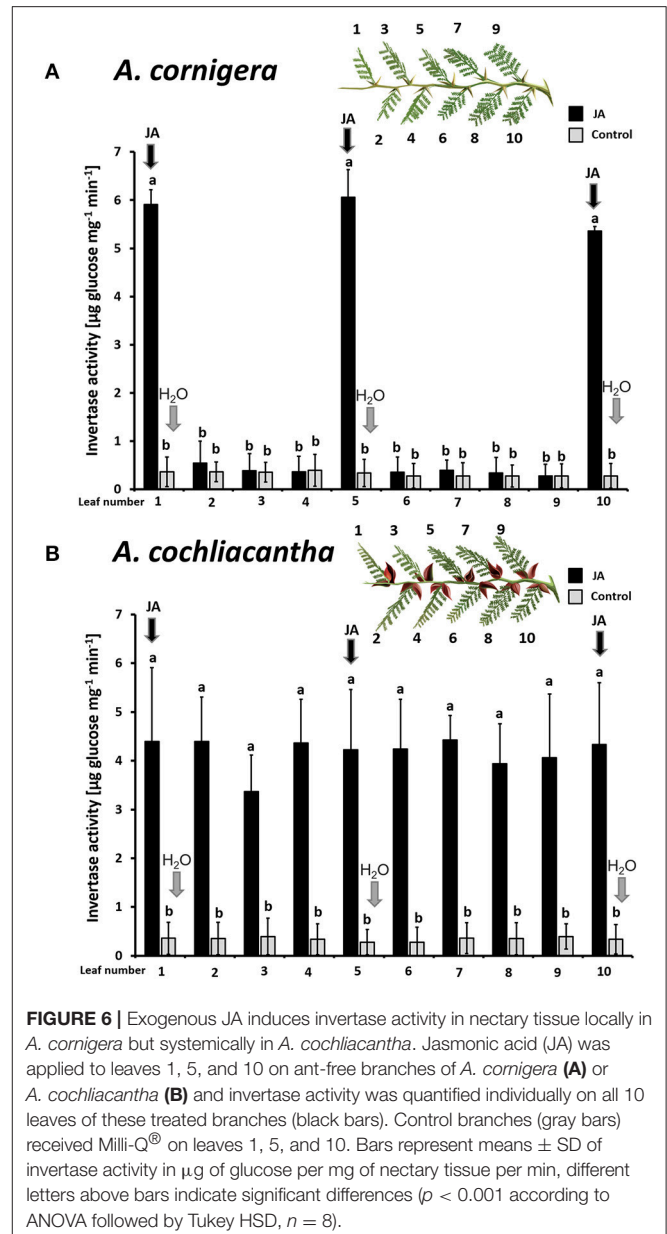 1 3 5 7 9
A A. cornigera
2 4 6 8 10
JA
Control
JA JA JA
a a a
7
6
5
4
3
2
1
0
Invertase activity [µg glucose mg⁻¹ min⁻¹]
H₂O H₂O H₂O
b b b b b b b b b b b b b b b b b
Leaf number 1 2 3 4 5 6 7 8 9 10
B A. cochliacantha
1 3 5 7 9
2 4 6 8 10
JA
Control
JA JA JA
a a a a a a a a a a
7
6
5
4
3
2
1
0
Invertase activity [µg glucose mg⁻¹ min⁻¹]
H₂O H₂O H₂O
b b b b b b b b b b
Leaf number 1 2 3 4 5 6 7 8 9 10
FIGURE 6 | Exogenous JA induces invertase activity in nectary tissue locally in
A. cornigera but systemically in A. cochliacantha. Jasmonic acid (JA) was
applied to leaves 1, 5, and 10 on ant-free branches of A. cornigera (A) or
A. cochliacantha (B) and invertase activity was quantified individually on all 10
leaves of these treated branches (black bars). Control branches (gray bars)
received Milli-Q® on leaves 1, 5, and 10. Bars represent means ± SD of
invertase activity in µg of glucose per mg of nectary tissue per min, different
letters above bars indicate significant differences (p < 0.001 according to
ANOVA followed by Tukey HSD, n = 8).